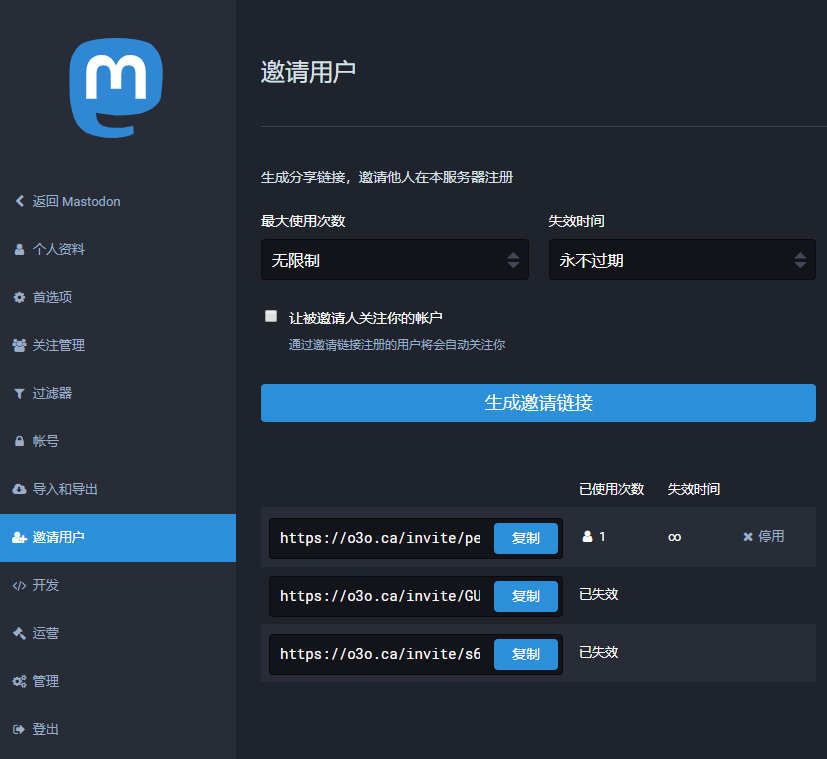 邀请用户
返回 Mastodon
个人资料
首选项
关注管理
过滤器
帐号
导入和导出
邀请用户
开发
运营
管理
登出
生成分享链接，邀请他人在本服务器注册
最大使用次数 失效时间
无限制 永不过期
让被邀请人关注你的帐户
通过邀请链接注册的用户将会自动关注你
生成邀请链接
已使用次数 失效时间
https://o3o.ca/invite/pe 复制 1 ∞ 停用
https://o3o.ca/invite/GU 复制 已失效
https://o3o.ca/invite/s6 复制 已失效